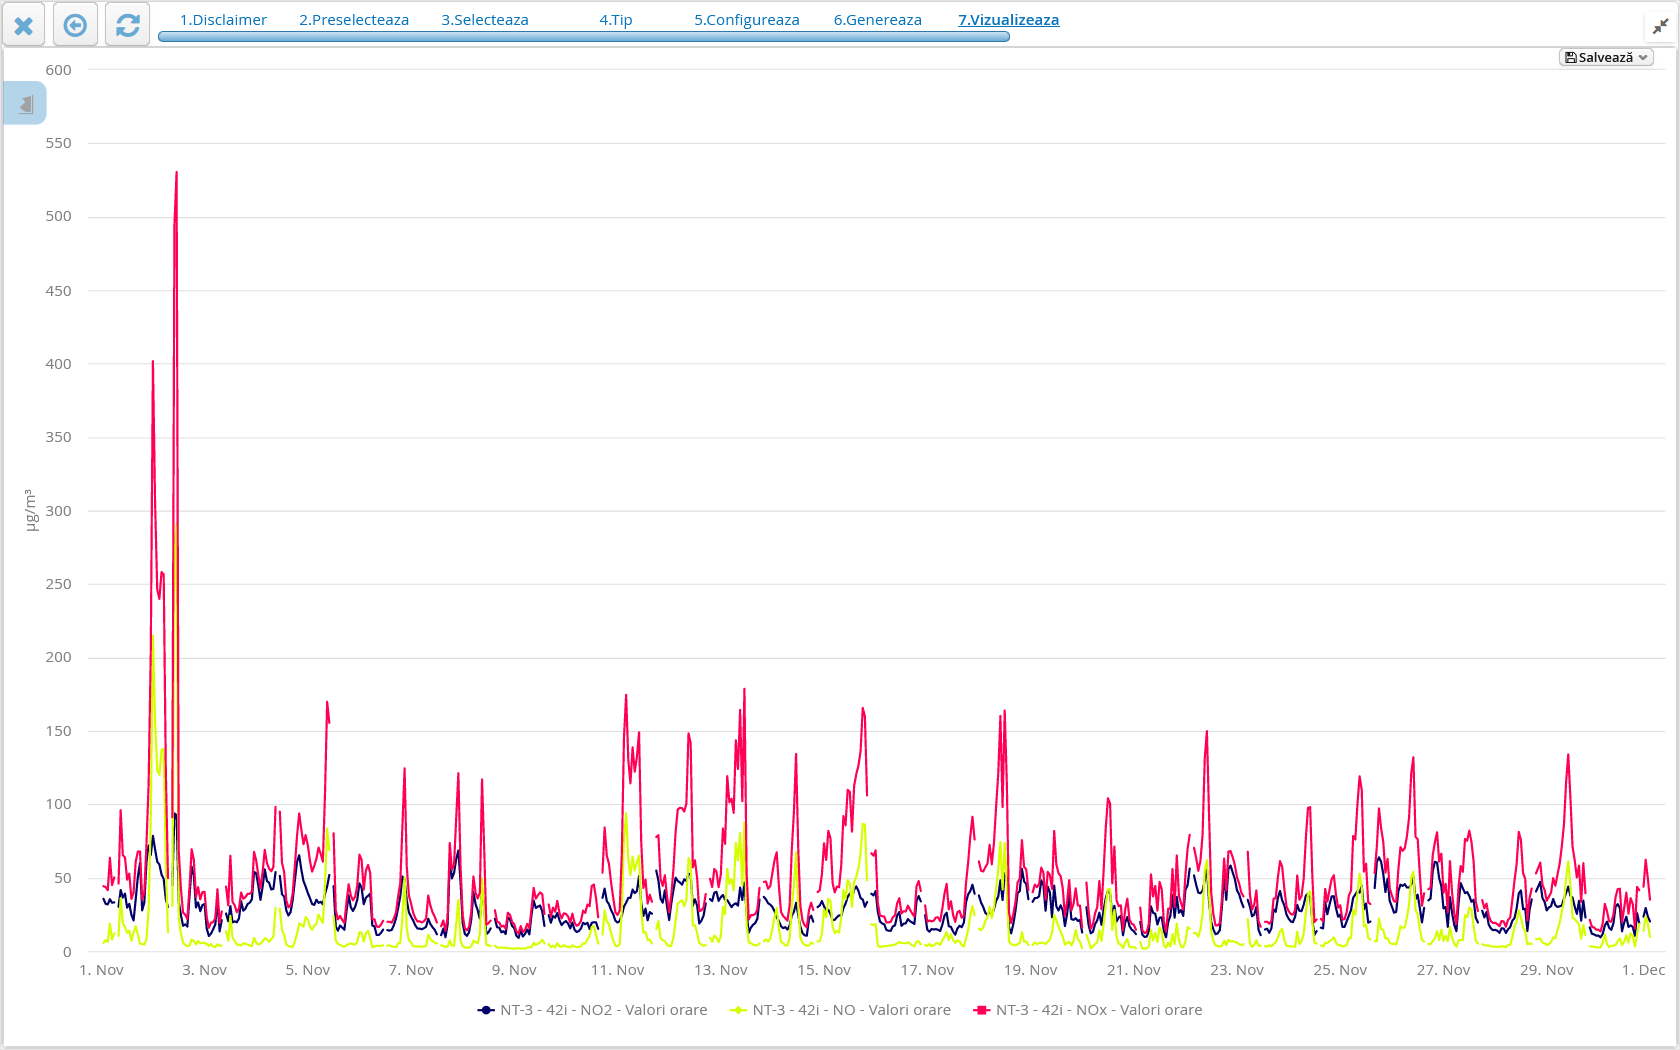 1.Disclaimer 2.Preselecteaza 3.Selecteaza 4.Tip 5.Configureaza 6.Genereaza 7.Vizualizeaza
Salvează
600
550
500
450
400
350
300
250
200
150
100
50
0
µg/m³
1. Nov 3. Nov 5. Nov 7. Nov 9. Nov 11. Nov 13. Nov 15. Nov 17. Nov 19. Nov 21. Nov 23. Nov 25. Nov 27. Nov 29. Nov 1. Dec
NT-3 - 42i - NO2 - Valori orare NT-3 - 42i - NO - Valori orare NT-3 - 42i - NOx - Valori orare